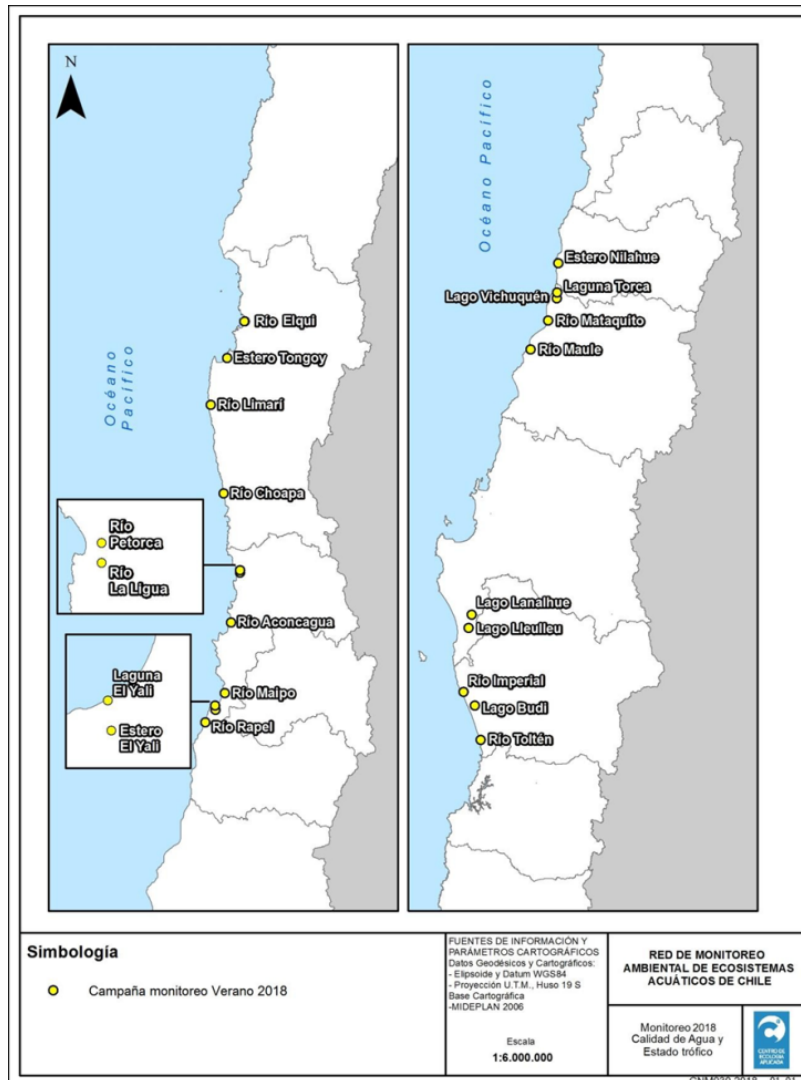 N
Océano
Pacífico
Río Elqui
Estero Tongoy
Río Limarí
Río Choapa
Río
Petorca
Río
La Ligua
Río Aconcagua
Laguna
El Yali
Estero
El Yali
Río Maipo
Río Rapel
Océano Pacífico
Estero Nilahue
Laguna Torca
Lago Vichuquén
Río Mataquito
Río Maule
Lago Lanalhue
Lago Lleulleu
Río Imperial
Lago Budi
Río Toltén
Simbología
Campaña monitoreo Verano 2018
FUENTES DE INFORMACIÓN Y
PARÁMETROS CARTOGRÁFICOS
Datos Geodésicos y Cartográficos:
- Elipsoide y Datum WGS84
- Proyección U.T.M., Huso 19 S
Base Cartográfica
-MIDEPLAN 2006
Escala
1:6.000.000
RED DE MONITOREO
AMBIENTAL DE ECOSISTEMAS
ACUÁTICOS DE CHILE
Monitoreo 2018
Calidad de Agua y
Estado trófico
CENTRO DE
ECOLOGÍA
APLICADA